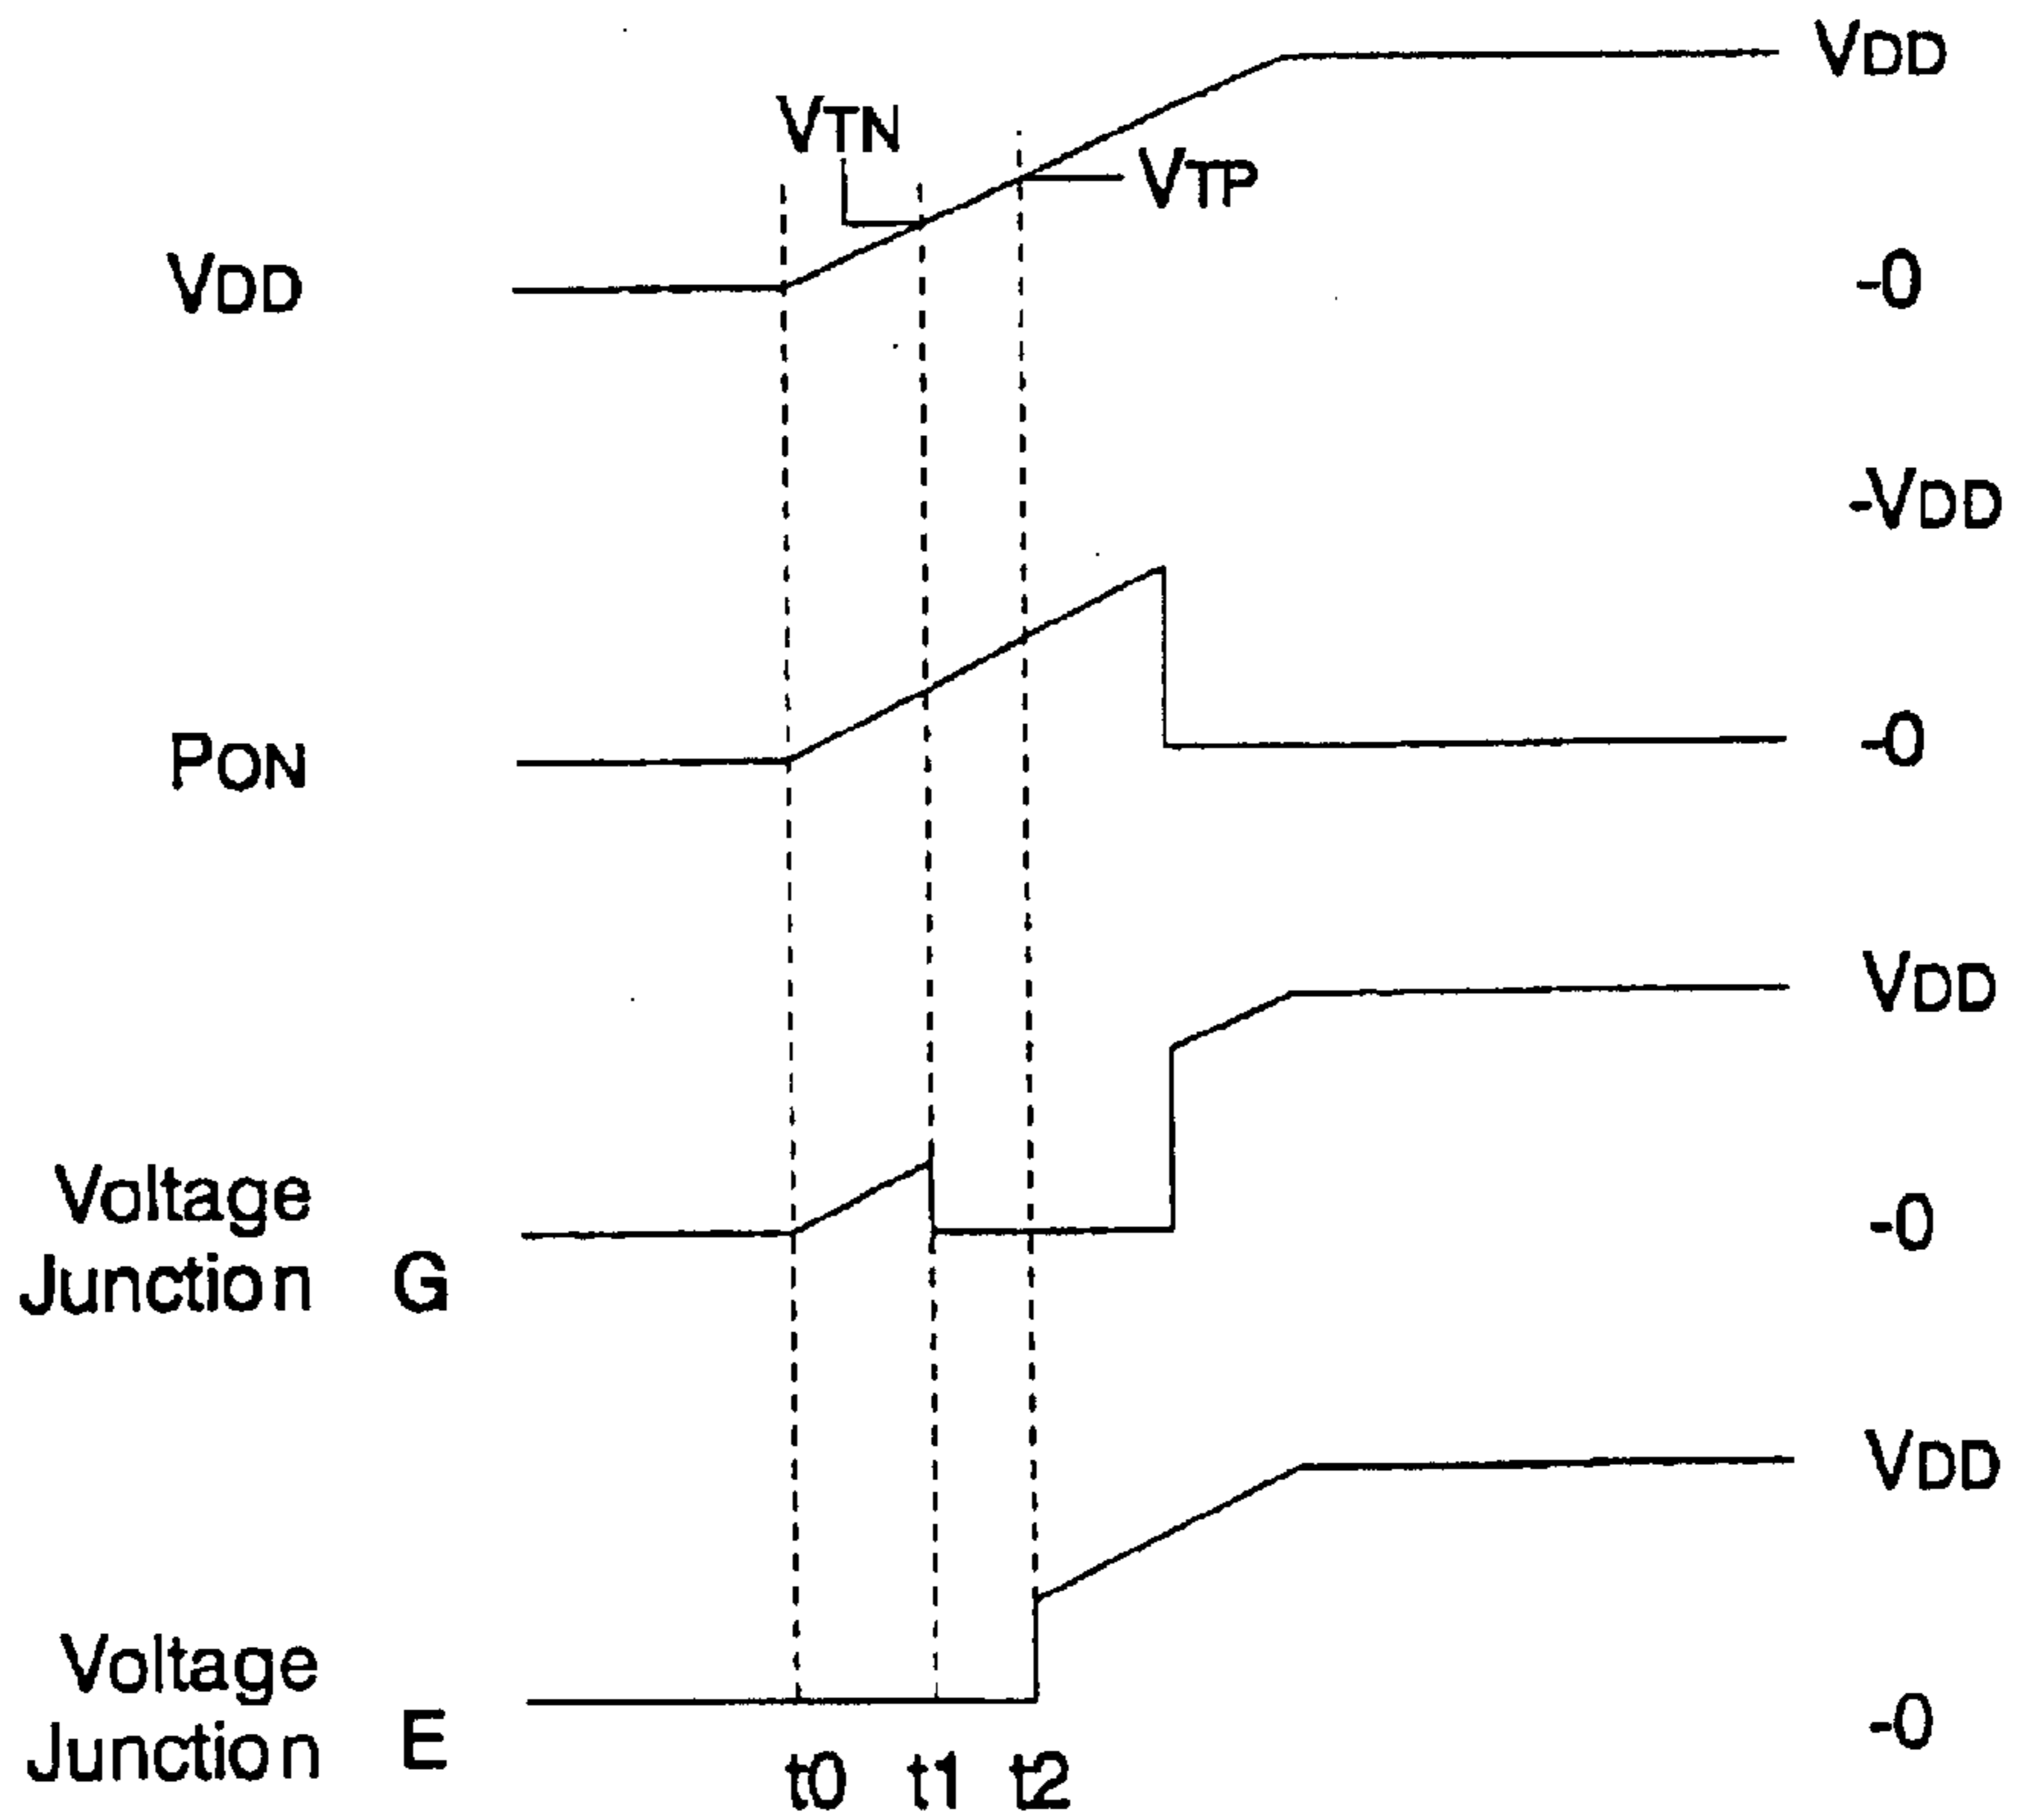 VDD
VTN
VTP
VDD
-0
-VDD
PON
-0
VDD
Voltage
Junction G
-0
VDD
Voltage
Junction E
-0
t0 t1 t2